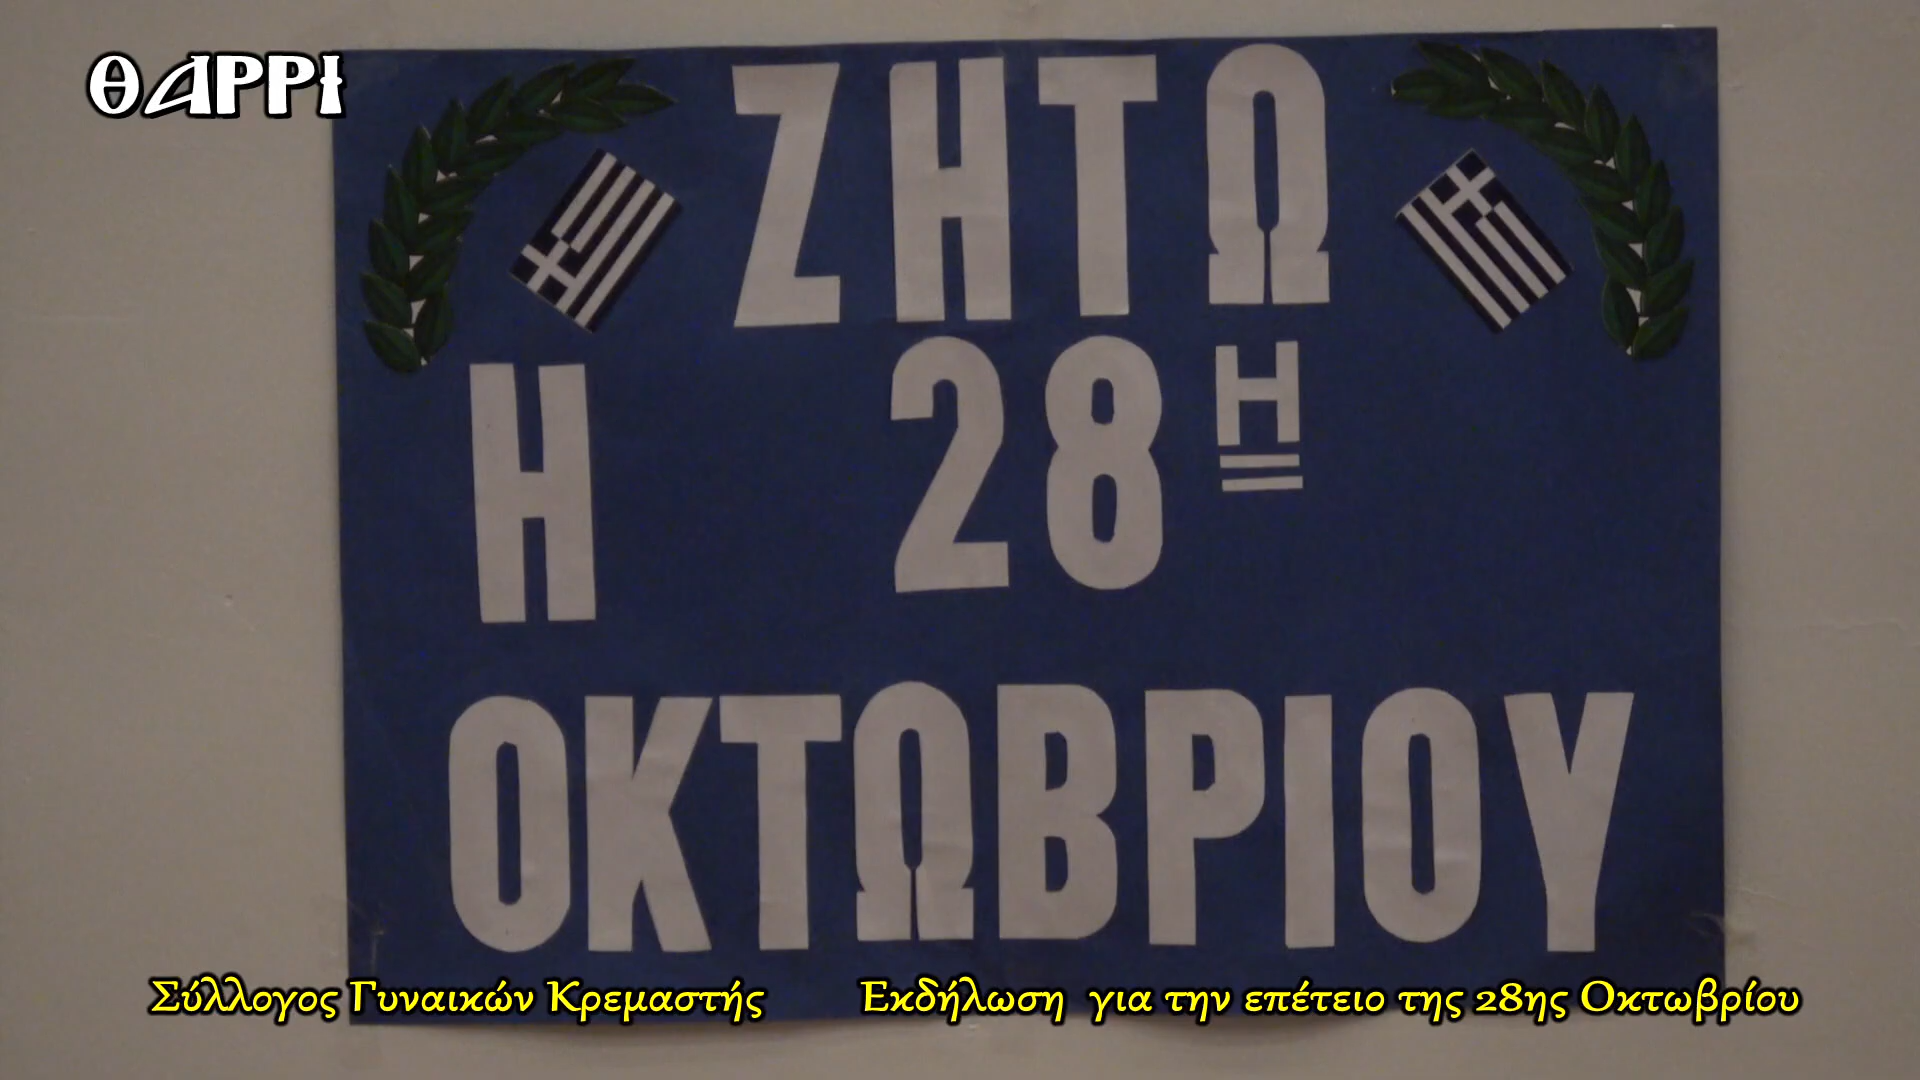 ΘΑΡΡΙ
ΖΗΤΩ
Η 28Η
ΟΚΤΩΒΡΙΟΥ
Σύλλογος Γυναικών Κρεμαστής Εκδήλωση για την επέτειο της 28ης Οκτωβρίου